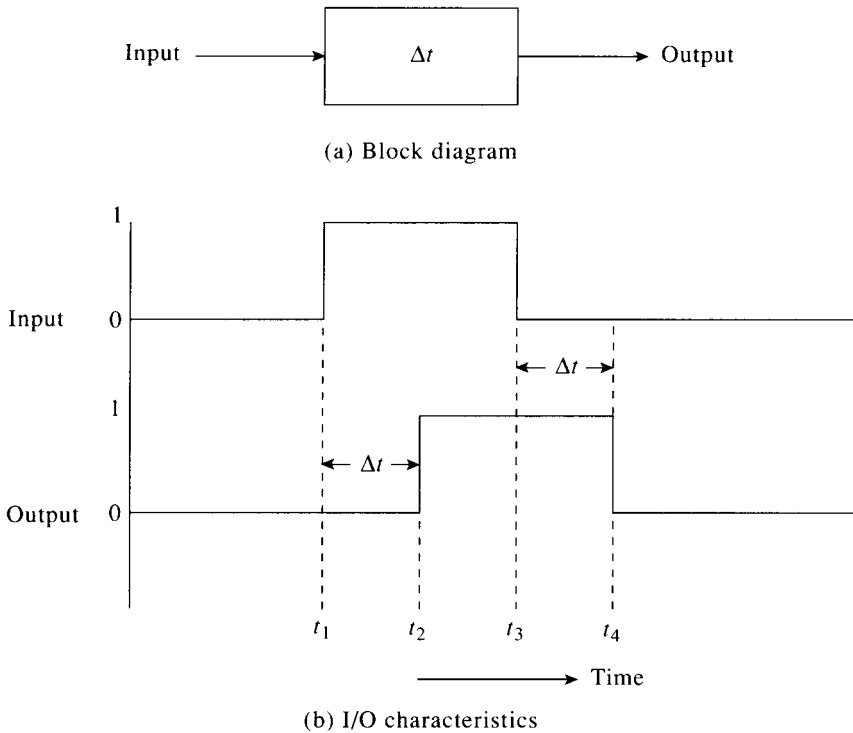 Input Δt Output
(a) Block diagram
1
Input 0
Δt
1
Δt
Output 0
t₁ t₂ t₃ t₄
Time
(b) I/O characteristics